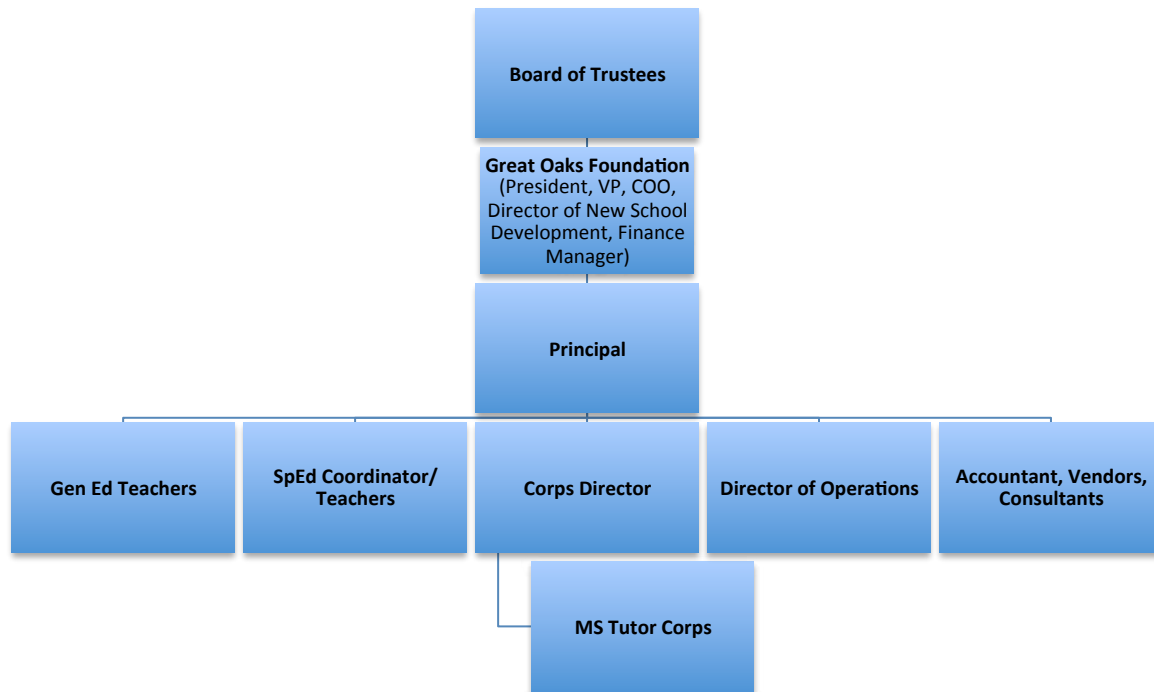 Board of Trustees
Great Oaks Foundation
(President, VP, COO,
Director of New School
Development, Finance
Manager)
Principal
Gen Ed Teachers
SpEd Coordinator/
Teachers
Corps Director
Director of Operations
Accountant, Vendors,
Consultants
MS Tutor Corps